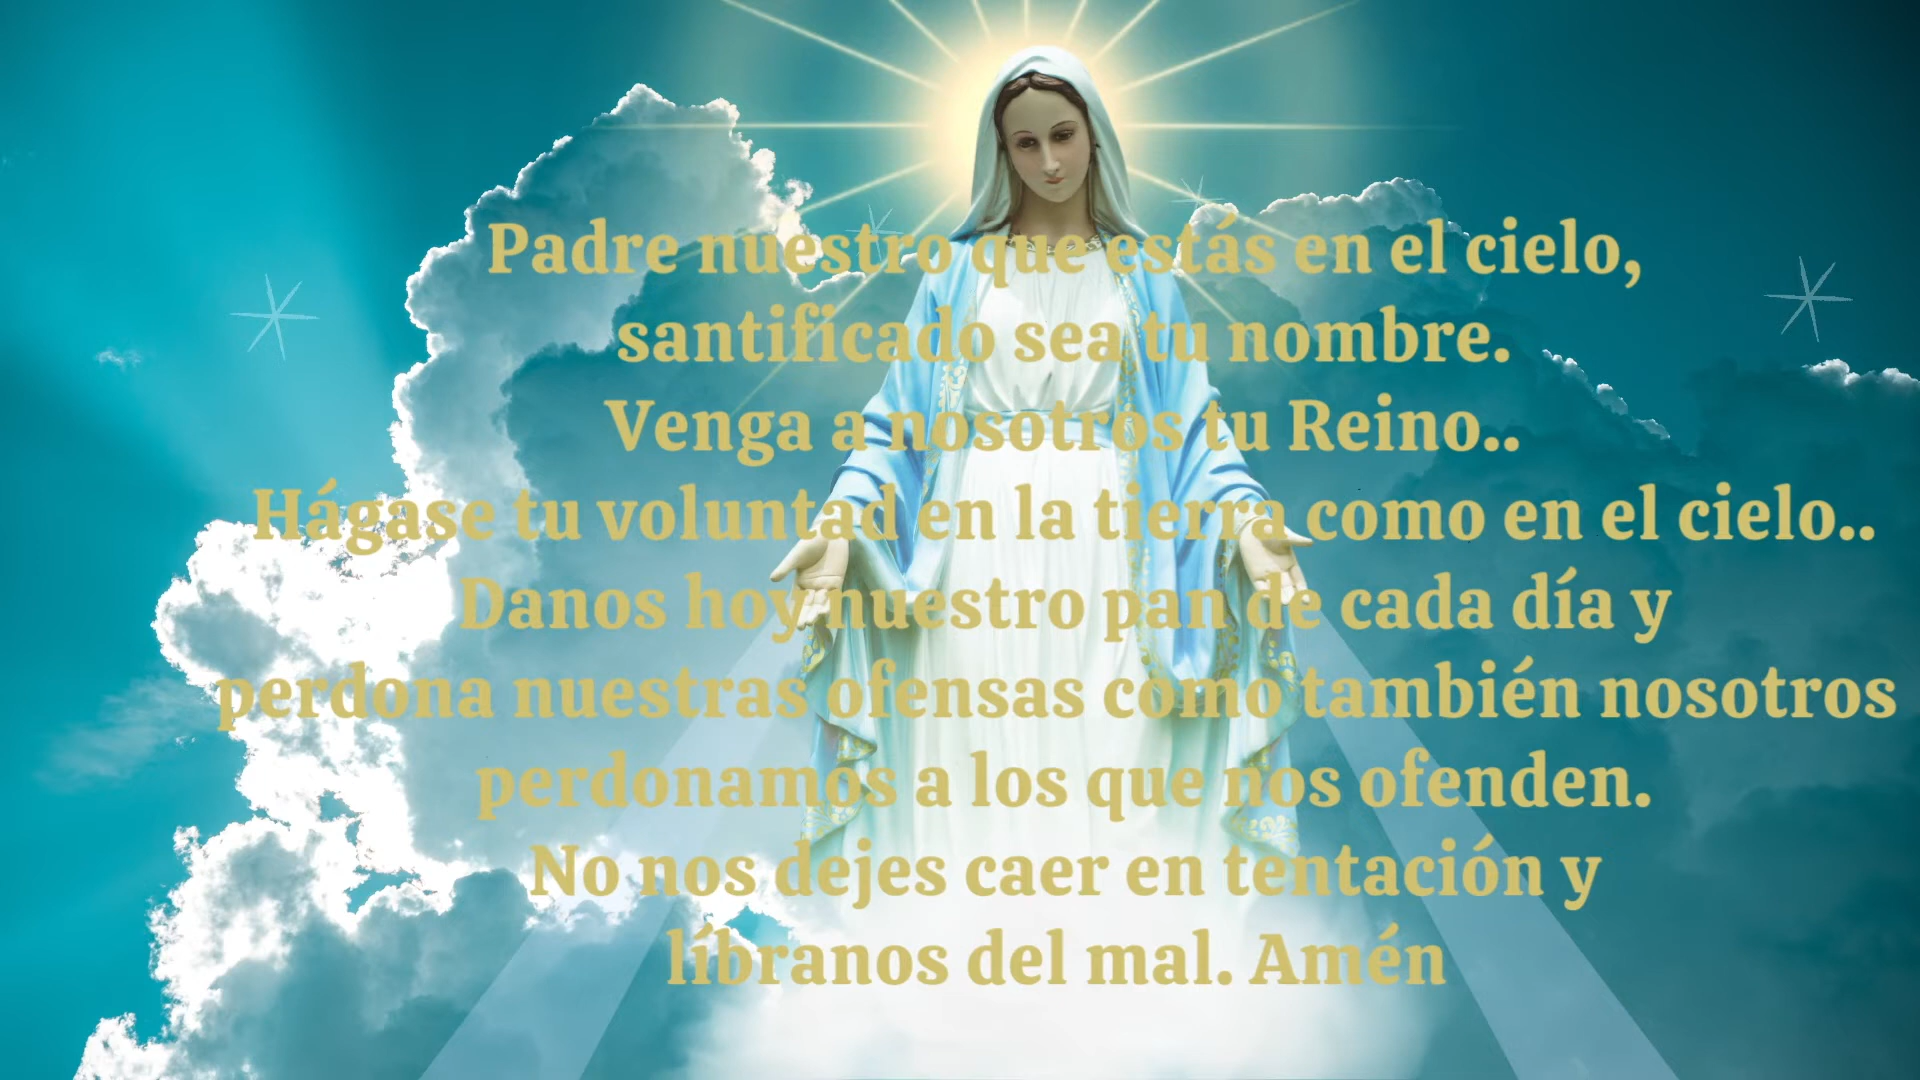 Padre nuestro que estás en el cielo,
santificado sea tu nombre.
Venga a nosotros tu Reino..
Hágase tu voluntad en la tierra como en el cielo..
Danos hoy nuestro pan de cada día y
perdona nuestras ofensas como también nosotros
perdonamos a los que nos ofenden.
No nos dejes caer en tentación y
líbranos del mal. Amén